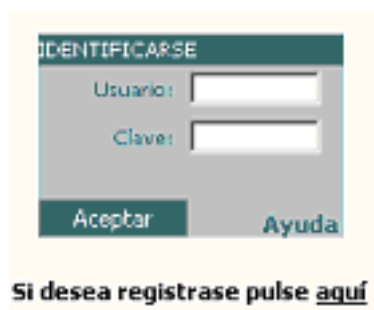 IDENTIFICARSE
Usuario:
Clave:
Aceptar Ayuda
Si desea registrase pulse aquí